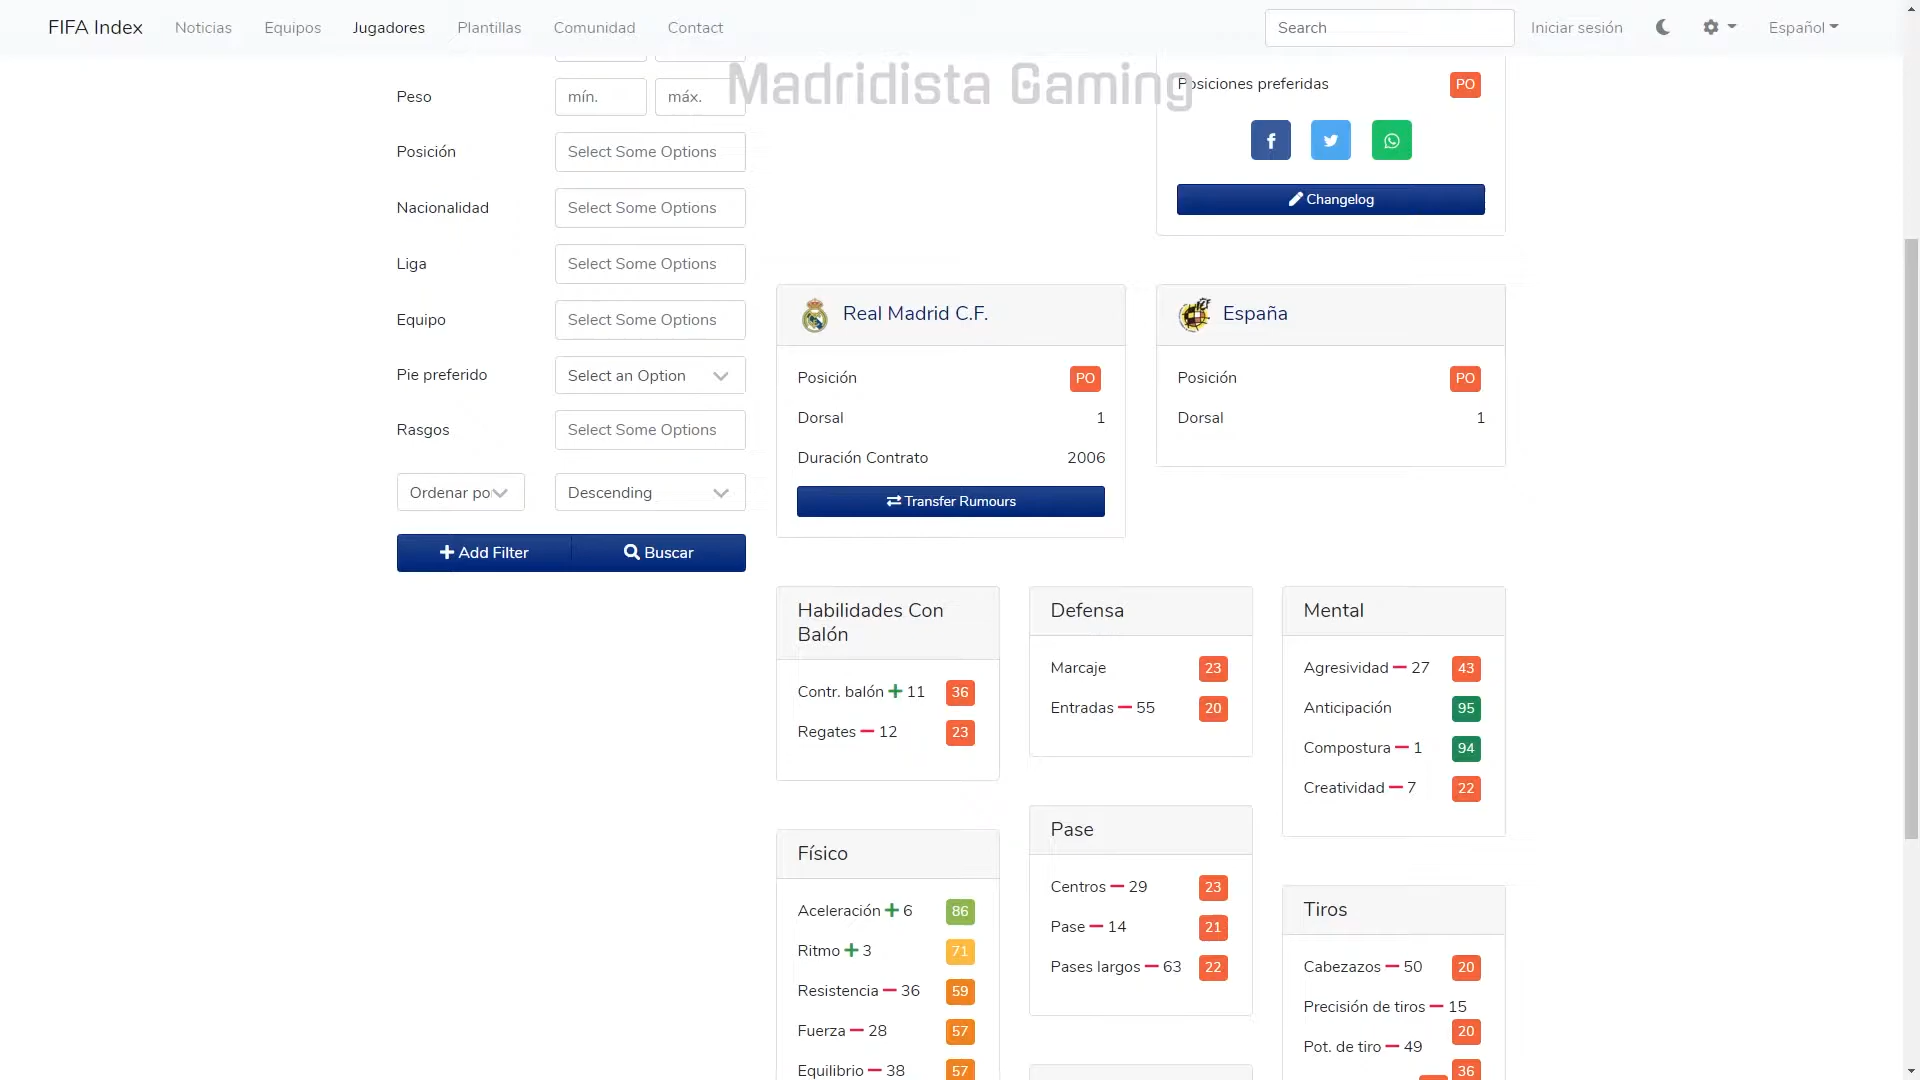 FIFA Index Noticias Equipos Jugadores Plantillas Comunidad Contact Search Iniciar sesión Español
Madridista Gaming
Peso mín. máx.
Posición Select Some Options
Nacionalidad Select Some Options
Liga Select Some Options
Equipo Select Some Options
Pie preferido Select an Option
Rasgos Select Some Options
Ordenar po Descending
Add Filter Buscar
Posiciones preferidas PO
Changelog
Real Madrid C.F.
Posición PO
Dorsal 1
Duración Contrato 2006
Transfer Rumours
España
Posición PO
Dorsal 1
Habilidades Con
Balón
Contr. balón + 11 36
Regates − 12 23
Defensa
Marcaje 23
Entradas − 55 20
Mental
Agresividad − 27 43
Anticipación 95
Compostura − 1 94
Creatividad − 7 22
Físico
Aceleración + 6 86
Ritmo + 3 71
Resistencia − 36 59
Fuerza − 28 57
Equilibrio − 38 57
Pase
Centros − 29 23
Pase − 14 21
Pases largos − 63 22
Tiros
Cabezazos − 50 20
Precisión de tiros − 15
20
Pot. de tiro − 49
36